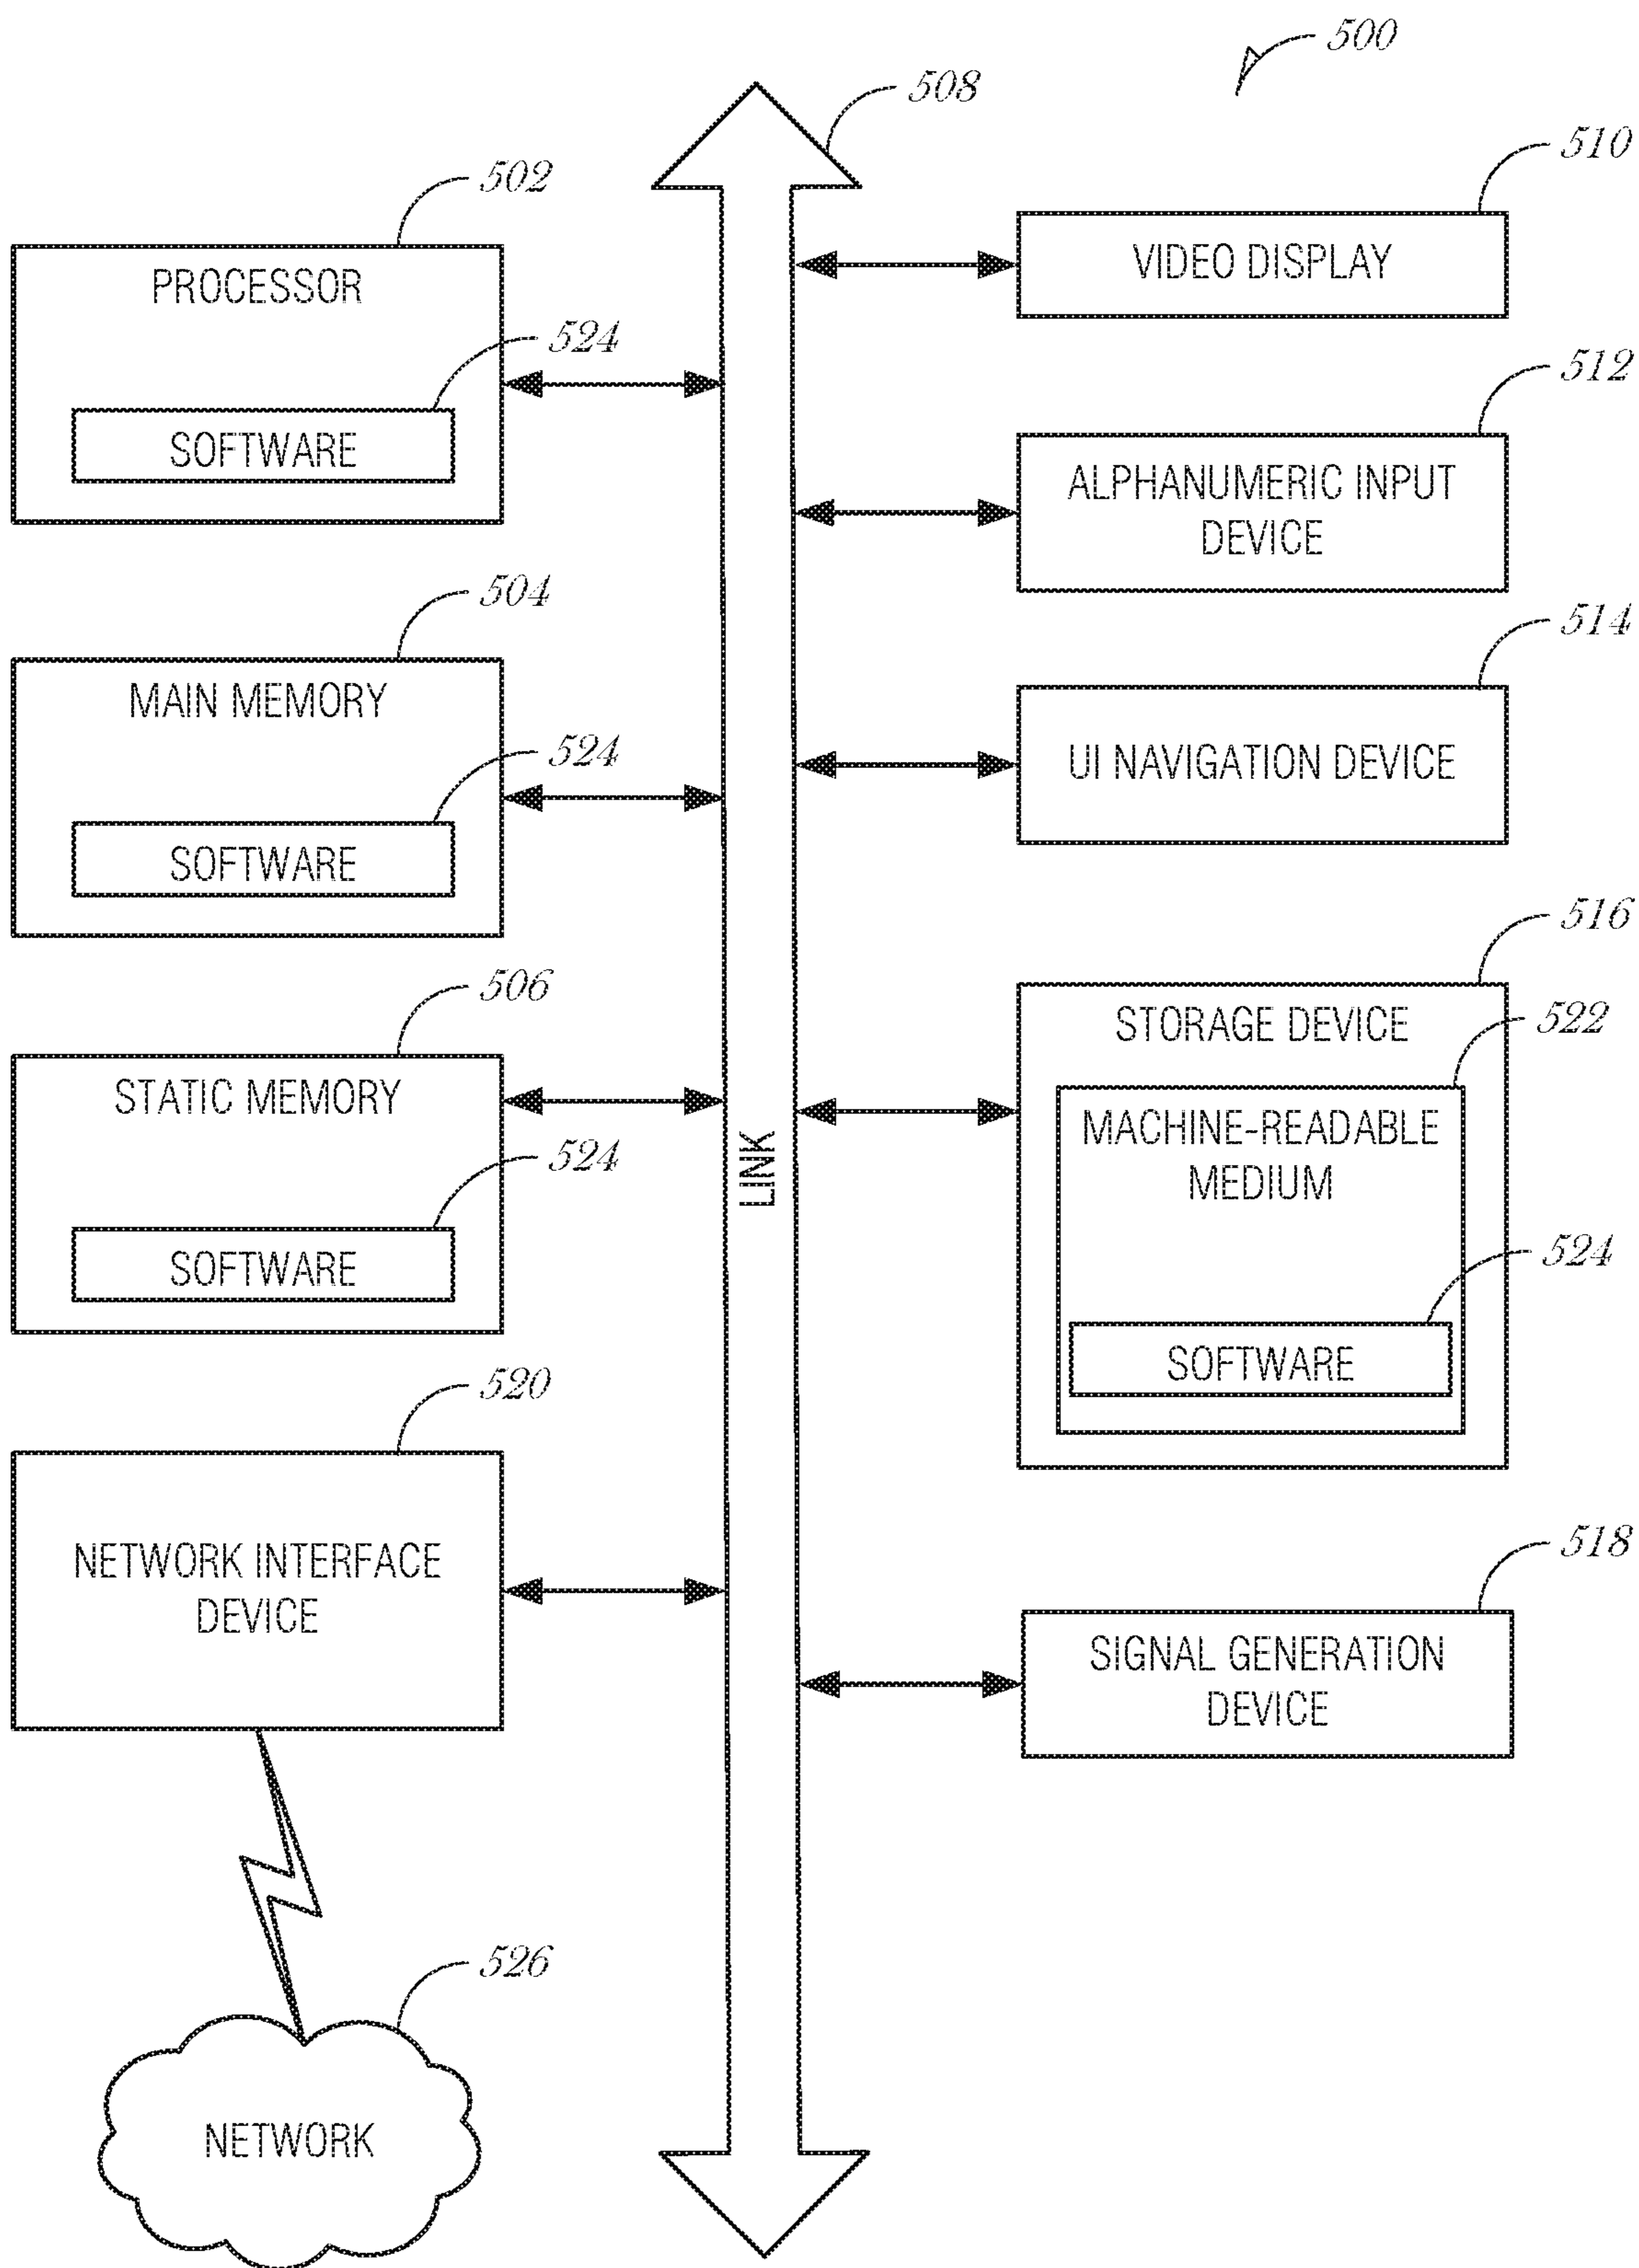 500
508
510
502
VIDEO DISPLAY
PROCESSOR
524
SOFTWARE
512
ALPHANUMERIC INPUT
DEVICE
504
MAIN MEMORY
524
SOFTWARE
514
UI NAVIGATION DEVICE
506
STATIC MEMORY
524
SOFTWARE
LINK
516
STORAGE DEVICE
522
MACHINE-READABLE
MEDIUM
524
SOFTWARE
520
NETWORK INTERFACE
DEVICE
518
SIGNAL GENERATION
DEVICE
526
NETWORK